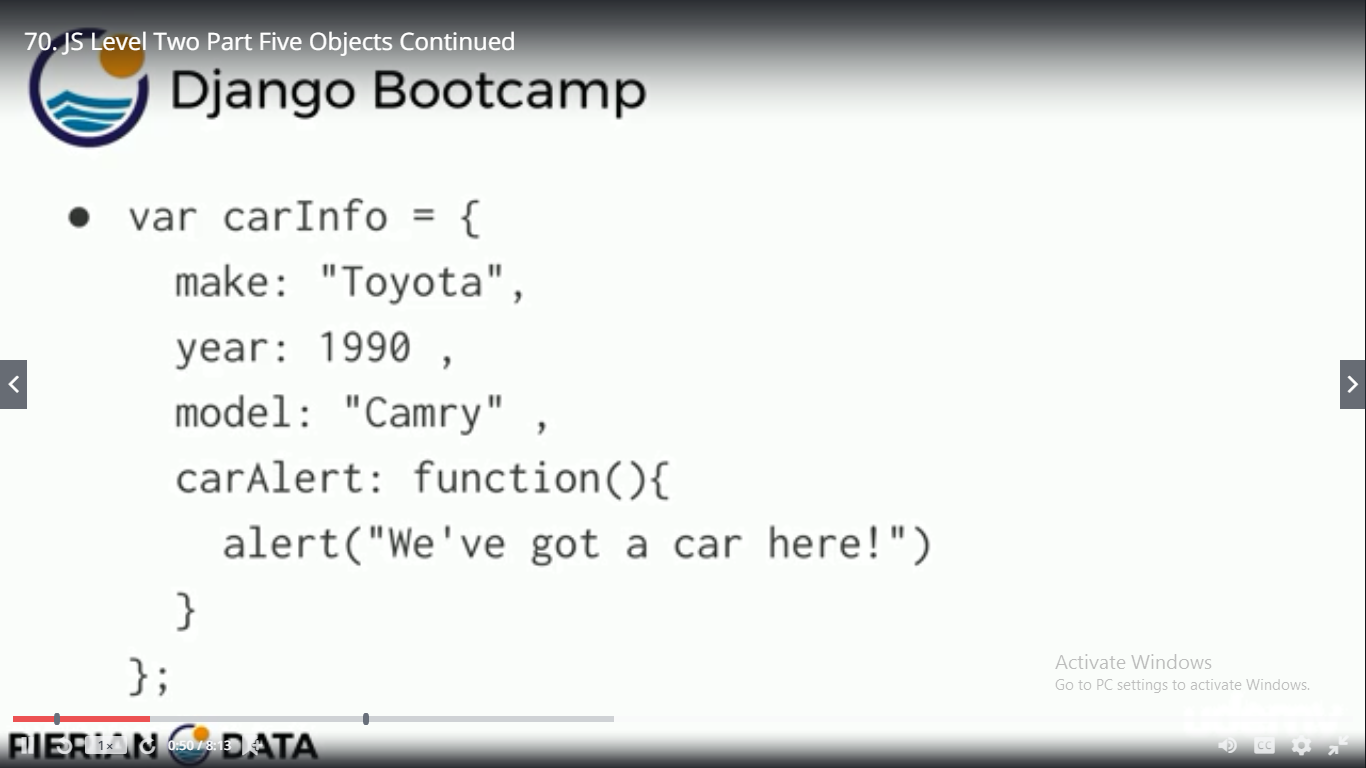 70. JS Level Two Part Five Objects Continued
Django Bootcamp
● var carInfo = {
make: "Toyota",
year: 1990 ,
model: "Camry" ,
carAlert: function(){
alert("We've got a car here!")
}
};
Activate Windows
Go to PC settings to activate Windows.
PIERIAN DATA
1x
0:50 / 8:13
CC